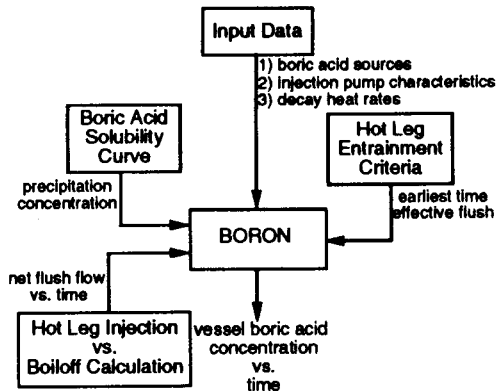 Input Data
1) boric acid sources
2) injection pump characteristics
3) decay heat rates
Boric Acid
Solubility
Curve
Hot Leg
Entrainment
Criteria
precipitation
concentration
earliest time
effective flush
BORON
net flush flow
vs. time
Hot Leg Injection
vs.
Boiloff Calculation
vessel boric acid
concentration
vs.
time